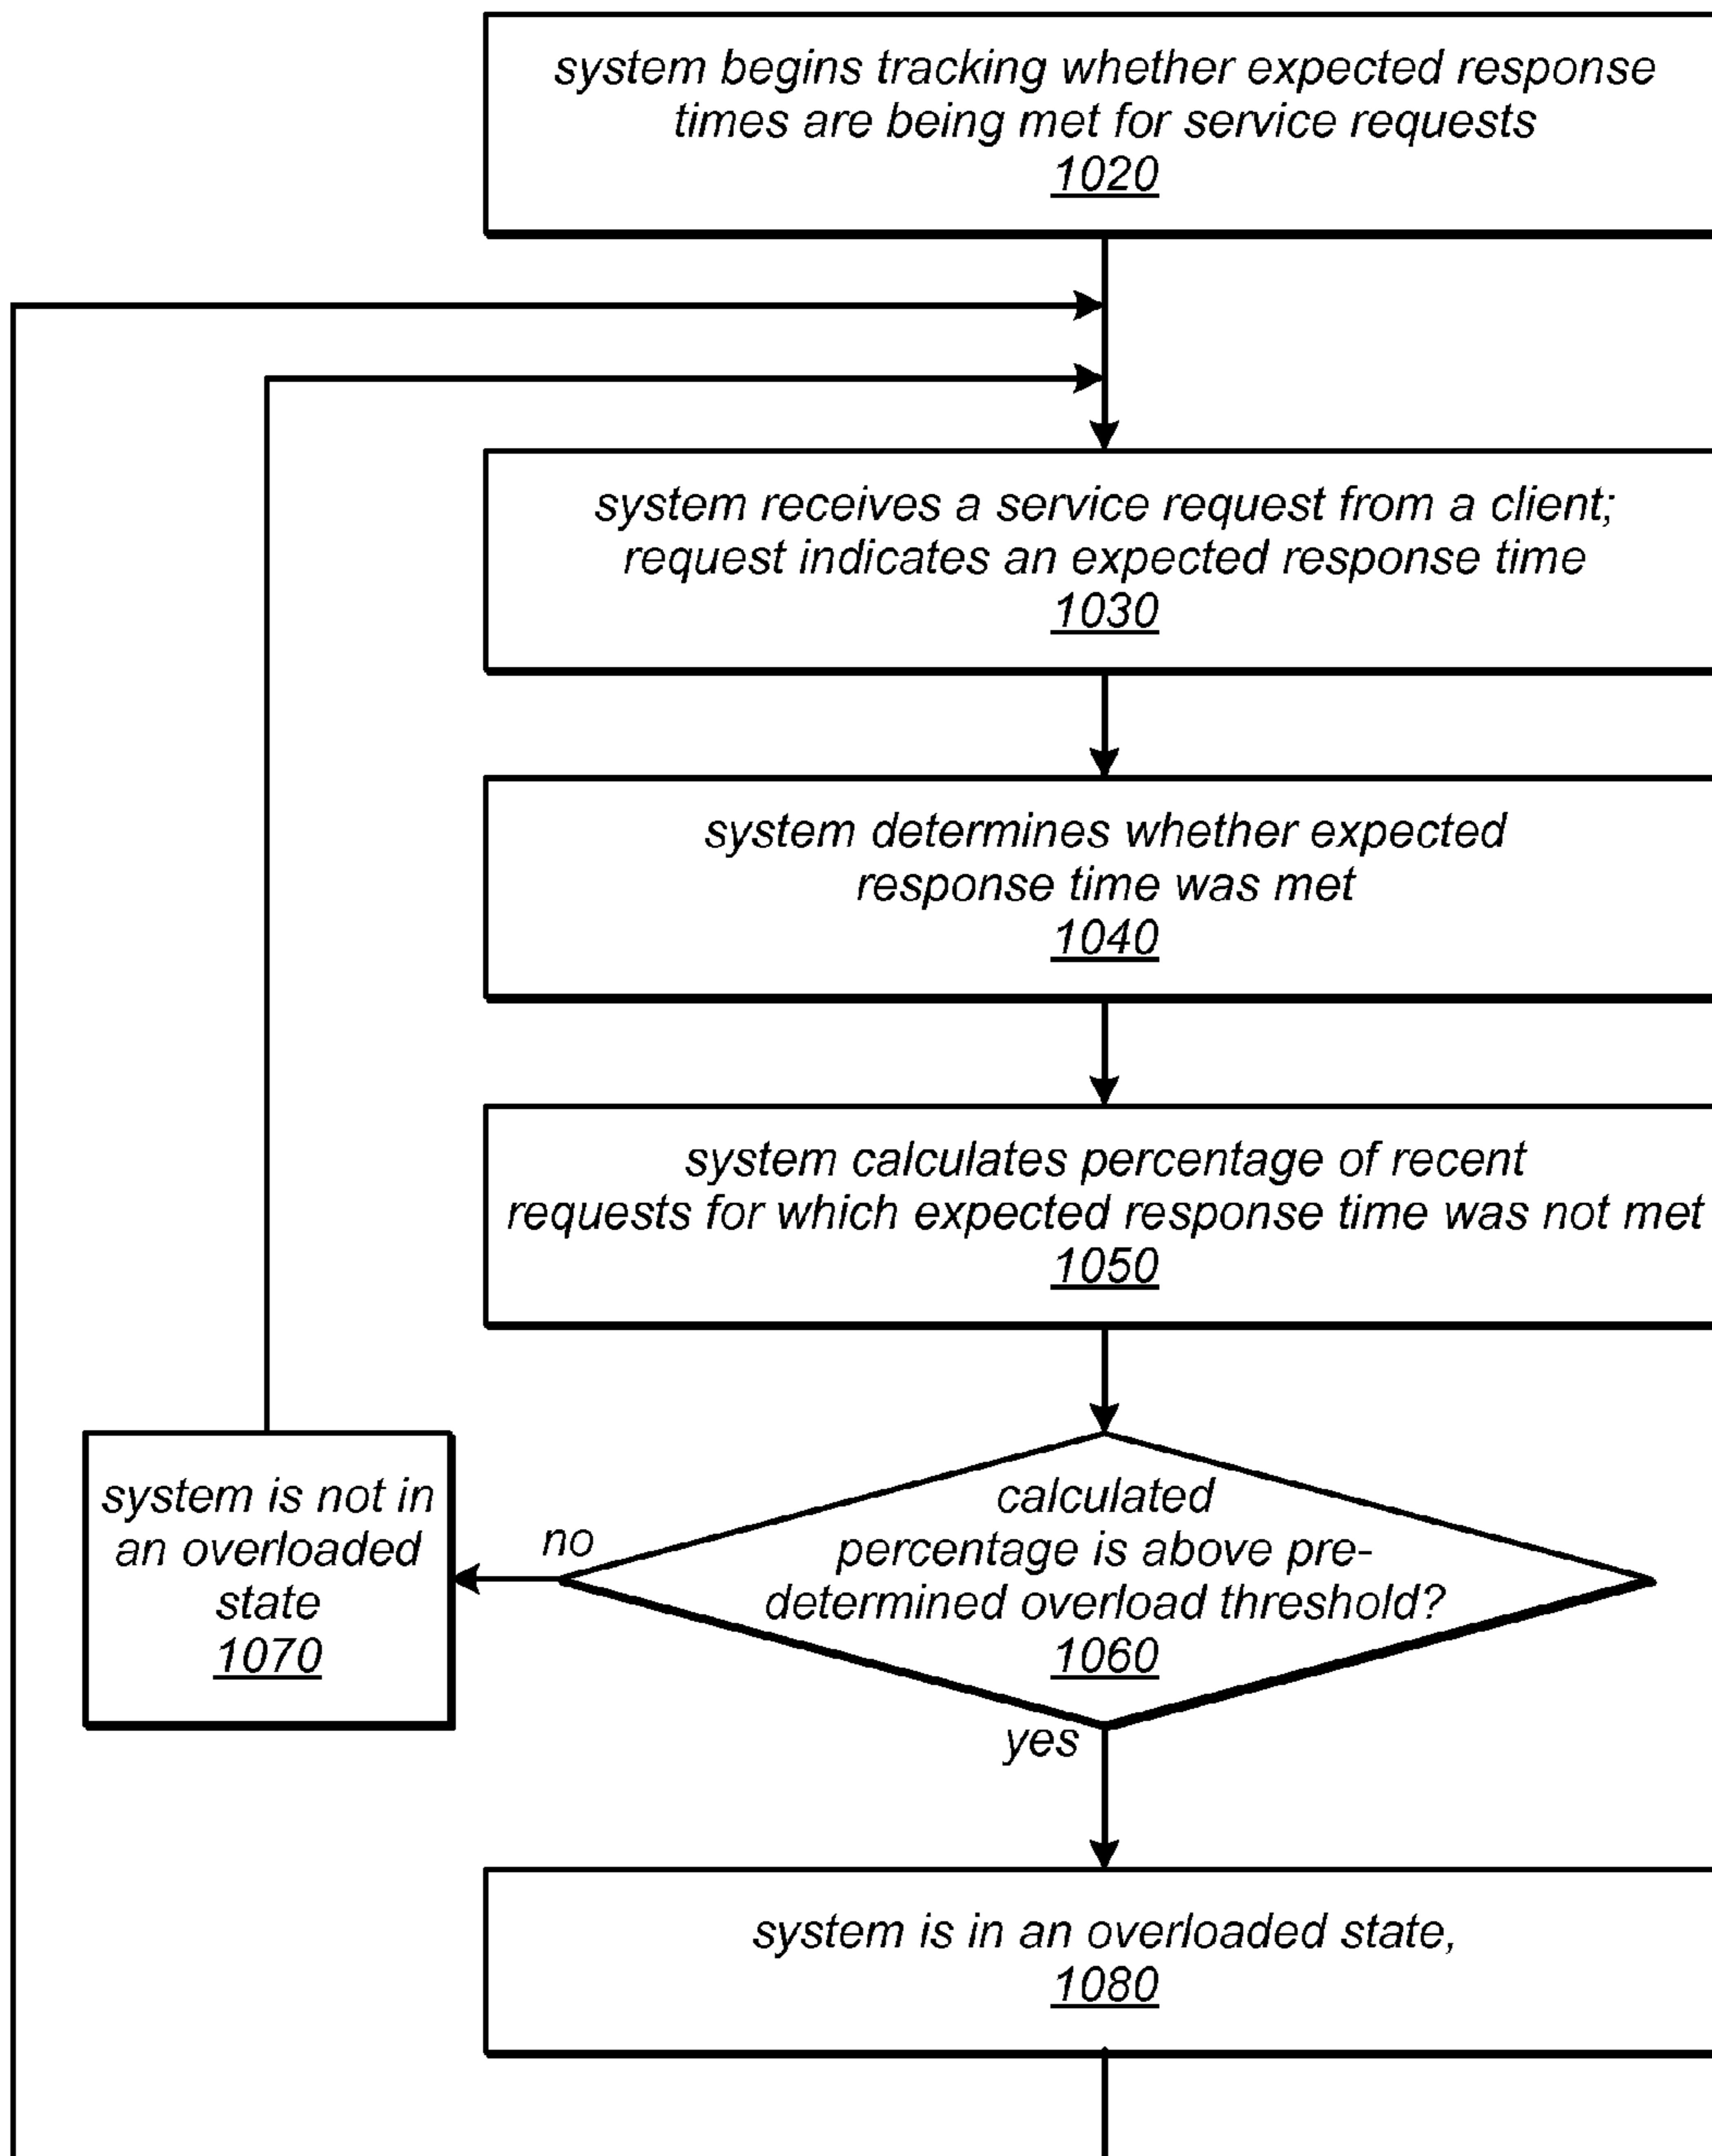 system begins tracking whether expected response
times are being met for service requests
1020
system receives a service request from a client;
request indicates an expected response time
1030
system determines whether expected
response time was met
1040
system calculates percentage of recent
requests for which expected response time was not met
1050
system is not in
an overloaded
state
1070
no
calculated
percentage is above pre-
determined overload threshold?
1060
yes
system is in an overloaded state,
1080